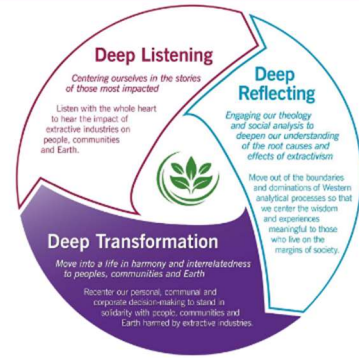 Deep Listening
Centering ourselves in the stories
of those most impacted
Listen with the whole heart
to hear the impact of
extractive industries on
people, communities
and Earth.
Deep
Reflecting
Engaging our theology
and social analysis to
deepen our understanding
of the root causes and
effects of extractivism
Move out of the boundaries
and dominations of Western
analytical processes so that
we center the wisdom
and experiences
meaningful to those
who live on the
margins of society.
Deep Transformation
Move into a life in harmony and interrelatedness
to peoples, communities and Earth
Recenter our personal, communal and
corporate decision-making to stand in
solidarity with people, communities and
Earth harmed by extractive industries.